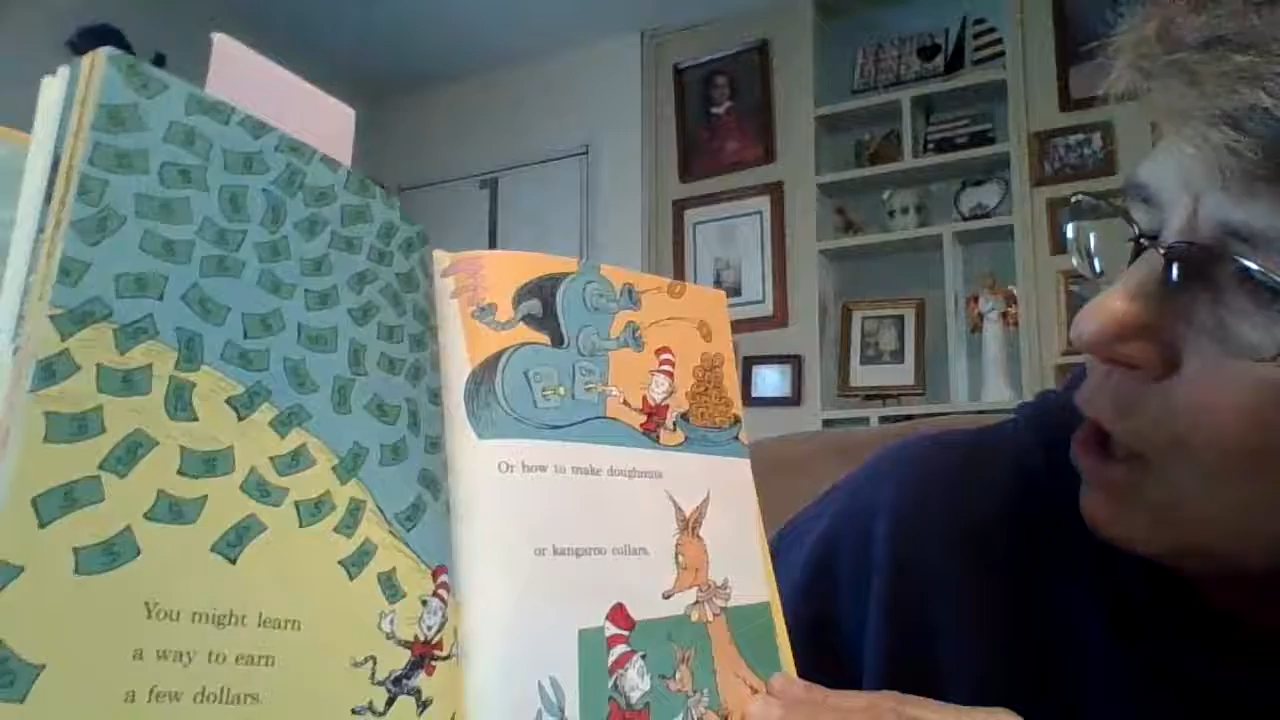 You might learn
a way to earn
a few dollars.
Or how to make doughnuts
or kangaroo collars.